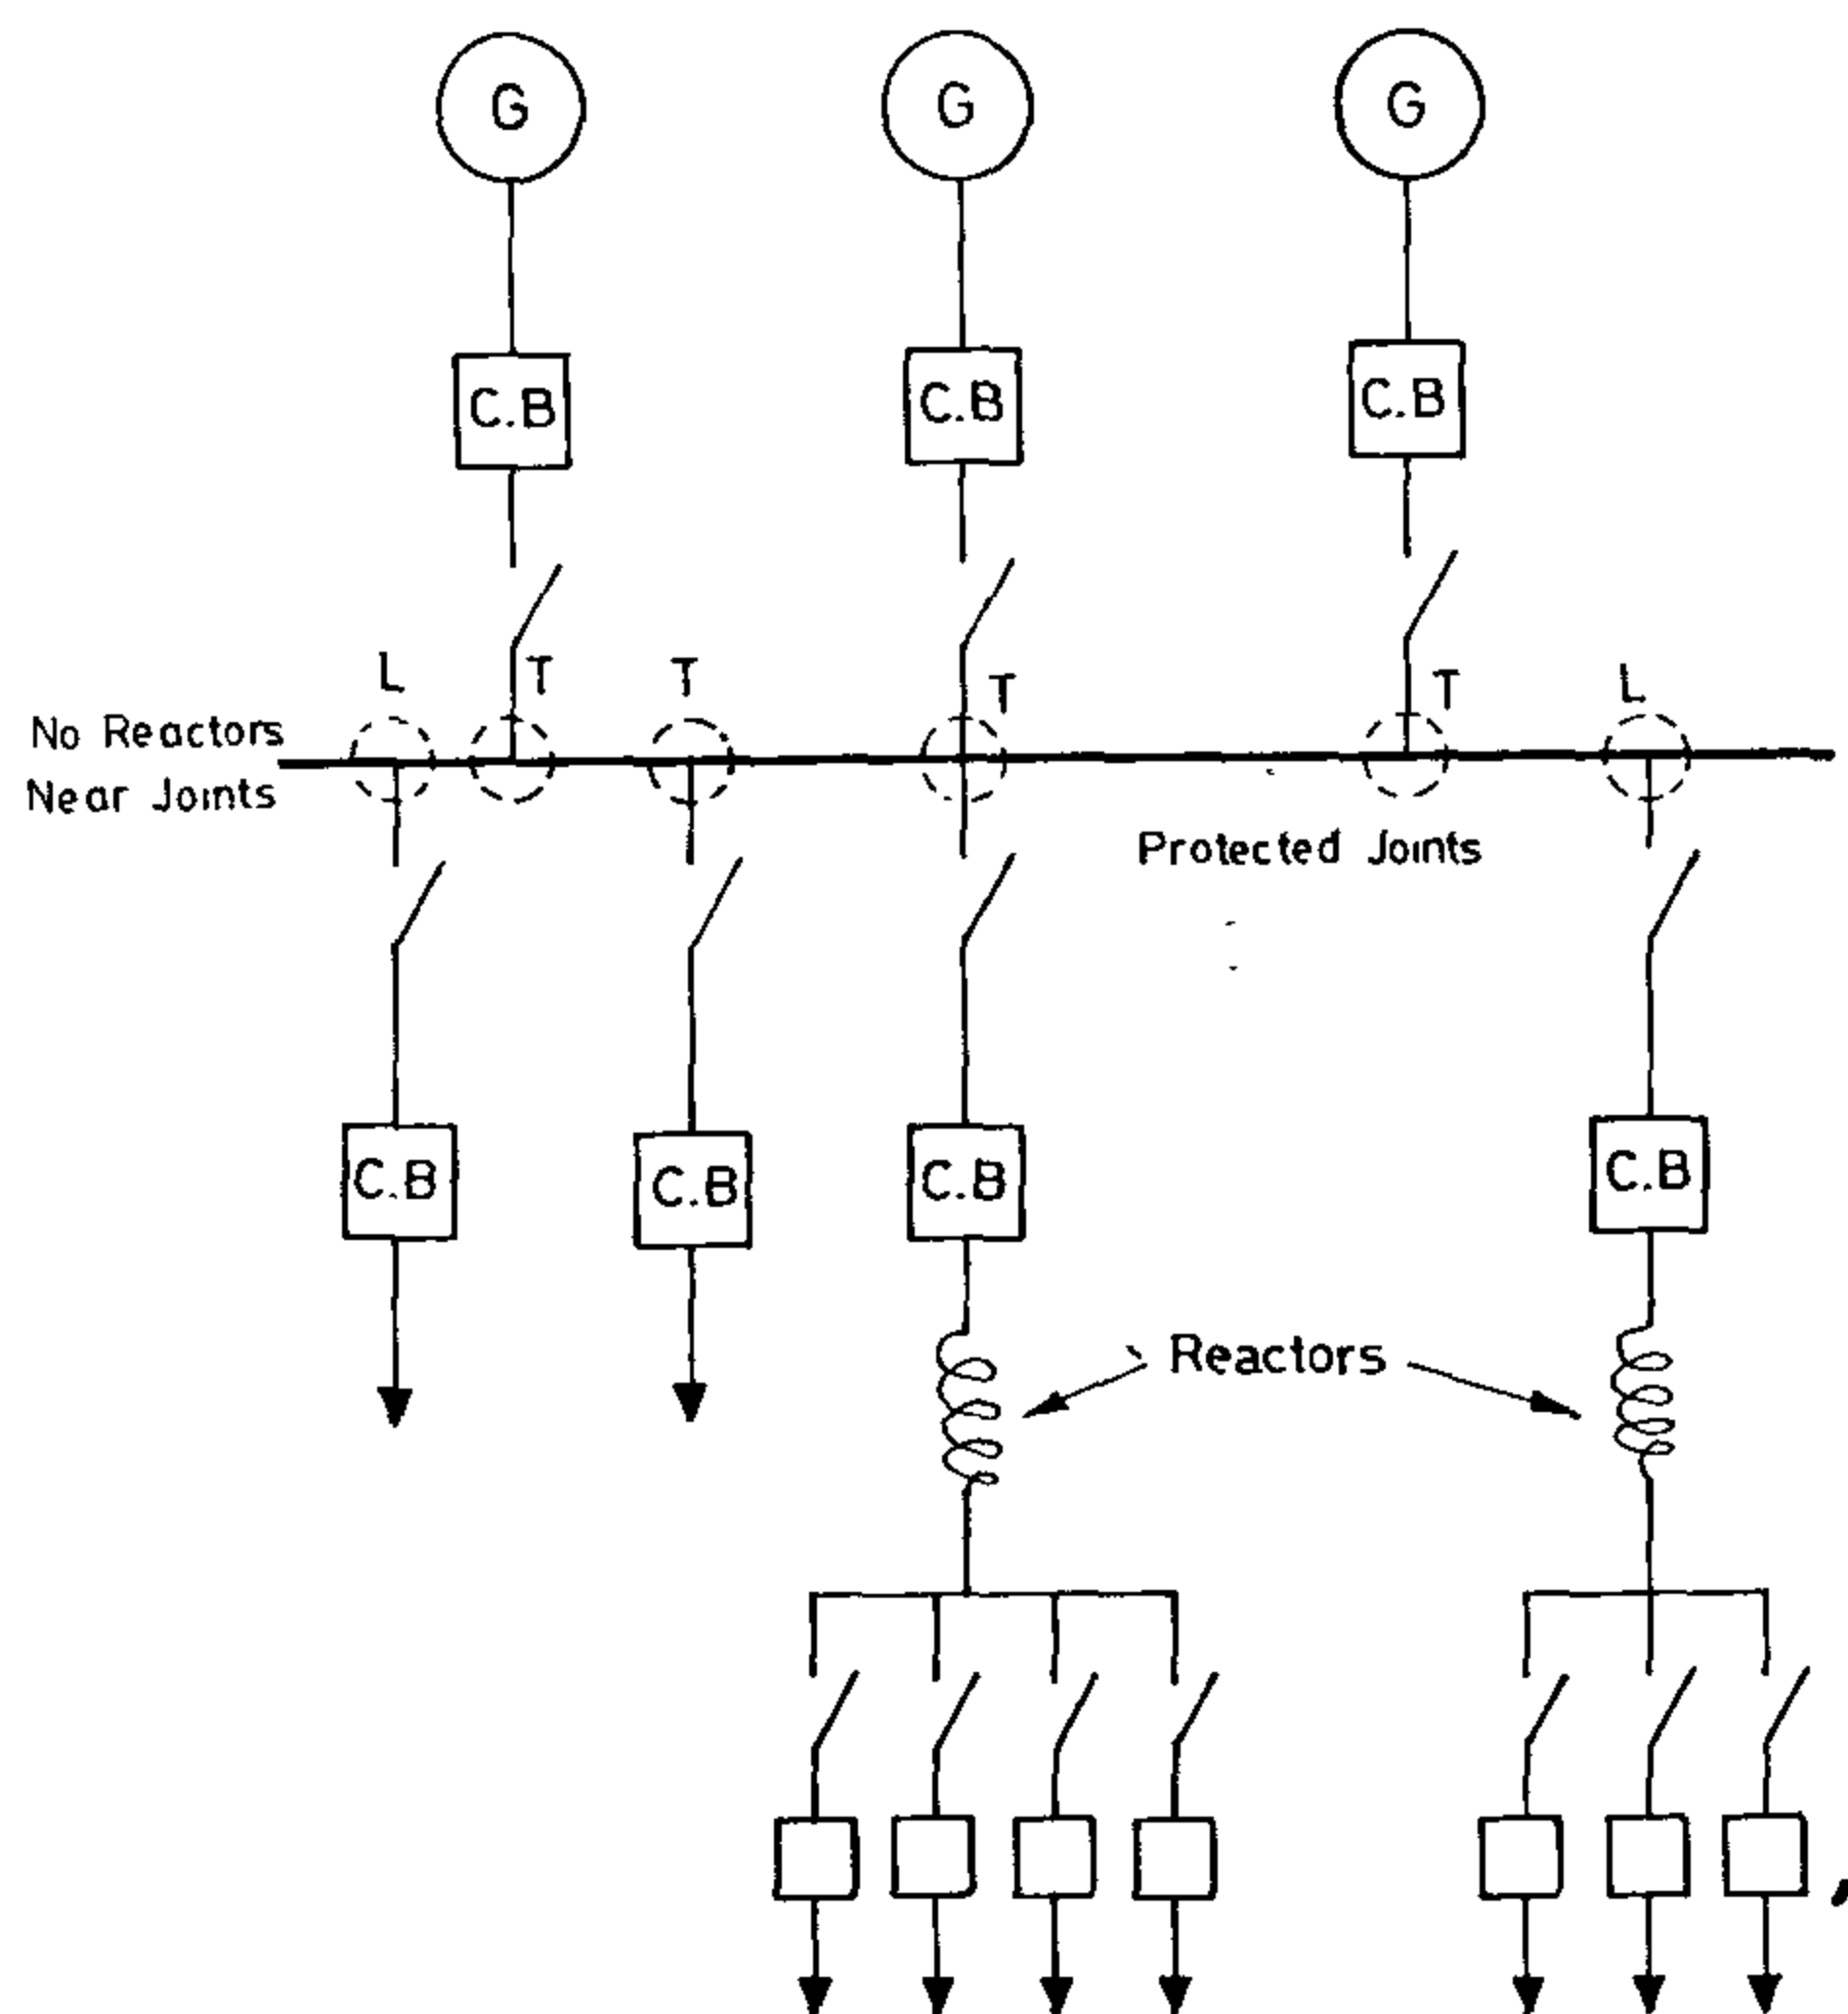 G
G
G
C.B
C.B
C.B
L
T
T
T
T
L
No Reactors
Near Joints
Protected Joints
C.B
C.B
C.B
C.B
Reactors